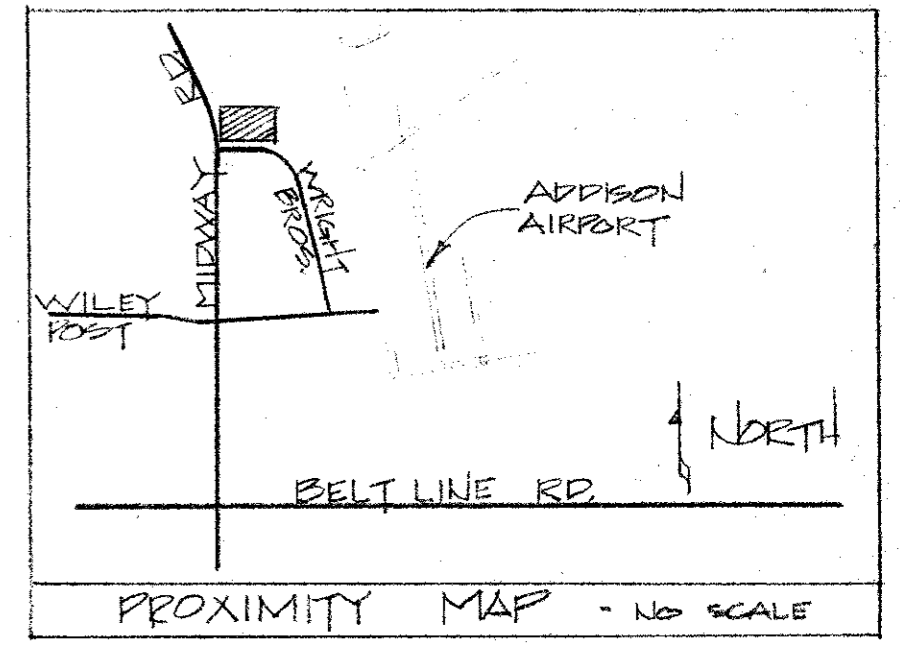 MIDWAY RD
WRIGHT
BROS.
ADDISON
AIRPORT
WILEY
POST
NORTH
BELT LINE RD.
PROXIMITY MAP - NO SCALE